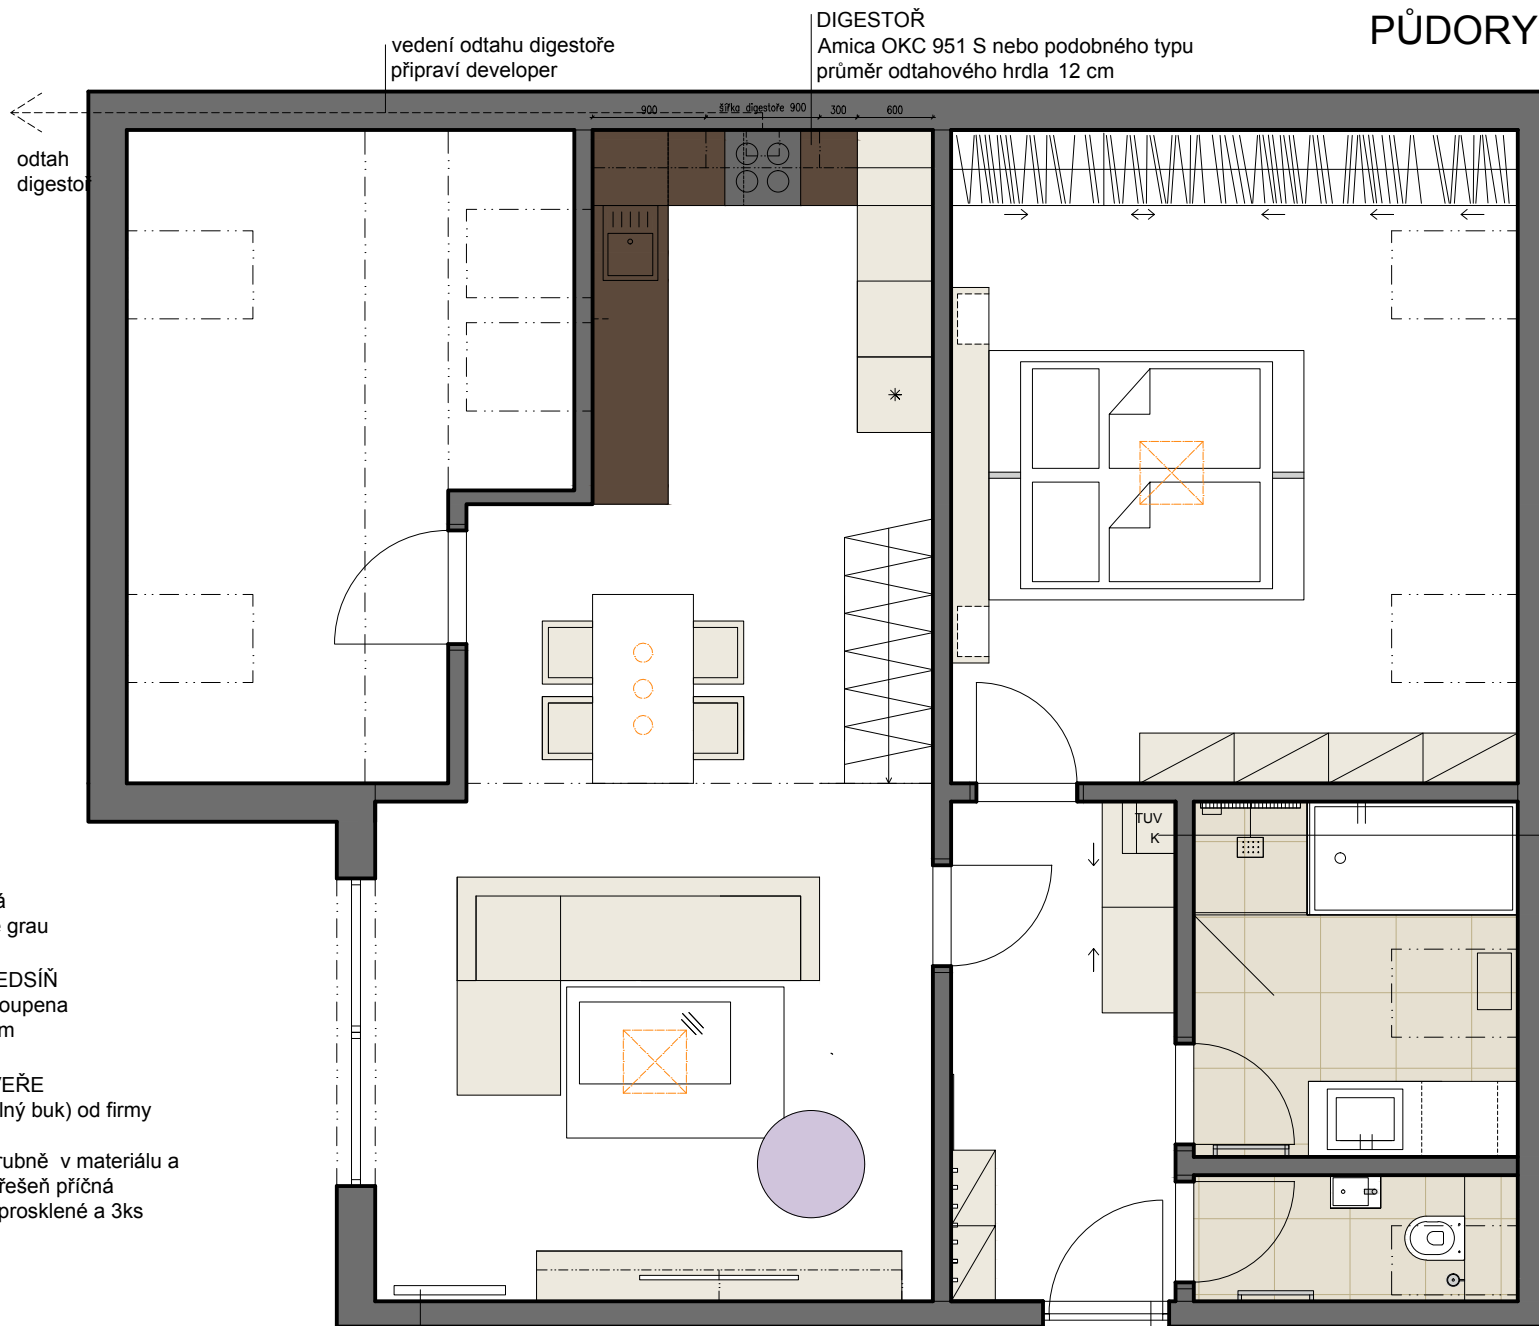 PŮDORY
DIGESTOŘ
Amica OKC 951 S nebo podobného typu
průměr odtahového hrdla 12 cm
vedení odtahu digestoře
připraví developer
900
šířka digestoře 900
300
600
odtah
digestoř
TUV
K
á
e grau
EDSÍŇ
oupena
m
VEŘE
lný buk) od firmy
rubně v materiálu a
řešeň příčná
prosklené a 3ks